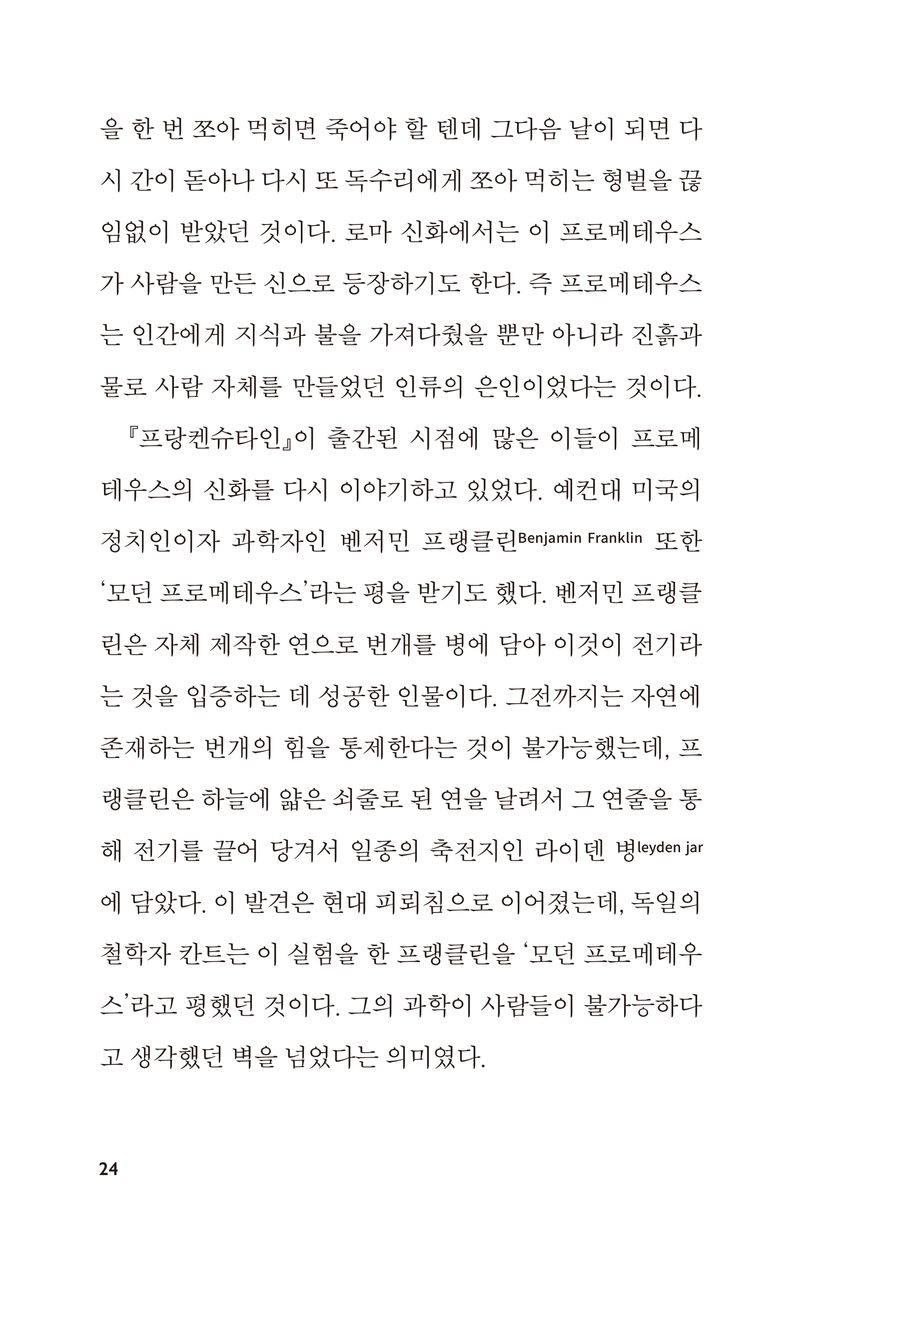 을 한 번 쪼아 먹히면 죽어야 할 텐데 그다음 날이 되면 다
시 간이 돋아나 다시 또 독수리에게 쪼아 먹히는 형벌을 끊
임없이 받았던 것이다. 로마 신화에서는 이 프로메테우스
가 사람을 만든 신으로 등장하기도 한다. 즉 프로메테우스
는 인간에게 지식과 불을 가져다줬을 뿐만 아니라 진흙과
물로 사람 자체를 만들었던 인류의 은인이었다는 것이다.
『프랑켄슈타인』이 출간된 시점에 많은 이들이 프로메
테우스의 신화를 다시 이야기하고 있었다. 예컨대 미국의
정치인이자 과학자인 벤저민 프랭클린Benjamin Franklin 또한
‘모던 프로메테우스’라는 평을 받기도 했다. 벤저민 프랭클
린은 자체 제작한 연으로 번개를 병에 담아 이것이 전기라
는 것을 입증하는 데 성공한 인물이다. 그전까지는 자연에
존재하는 번개의 힘을 통제한다는 것이 불가능했는데, 프
랭클린은 하늘에 얇은 쇠줄로 된 연을 날려서 그 연줄을 통
해 전기를 끌어 당겨서 일종의 축전지인 라이덴 병leyden jar
에 담았다. 이 발견은 현대 피뢰침으로 이어졌는데, 독일의
철학자 칸트는 이 실험을 한 프랭클린을 ‘모던 프로메테우
스’라고 평했던 것이다. 그의 과학이 사람들이 불가능하다
고 생각했던 벽을 넘었다는 의미였다.
24